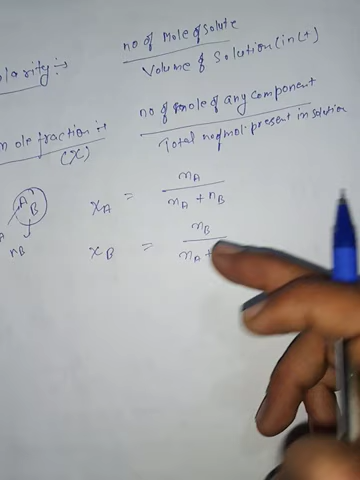 olarity :→ no of Mole of Solute
Volume of Solution (in Lt)
mole fraction :→ no of mole of any component
(X) Total no of mol. present in solution
A B
nB
xA = nA
nA + nB
xB = nB
nA +